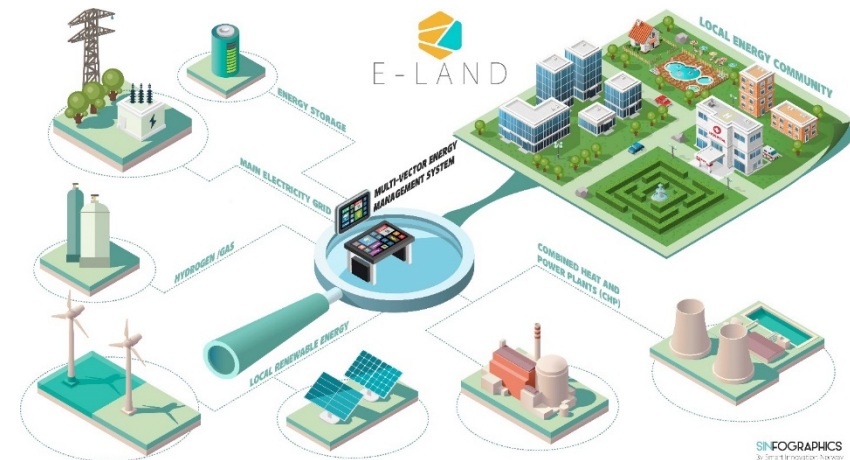 E-LAND
LOCAL ENERGY COMMUNITY
ENERGY STORAGE
MULTI-VECTOR ENERGY
MANAGEMENT SYSTEM
MAIN ELECTRICITY GRID
HYDROGEN /GAS
COMBINED HEAT AND
POWER PLANTS (CHP)
LOCAL RENEWABLE ENERGY
SINFOGRAPHICS
By Smart Innovation Norway